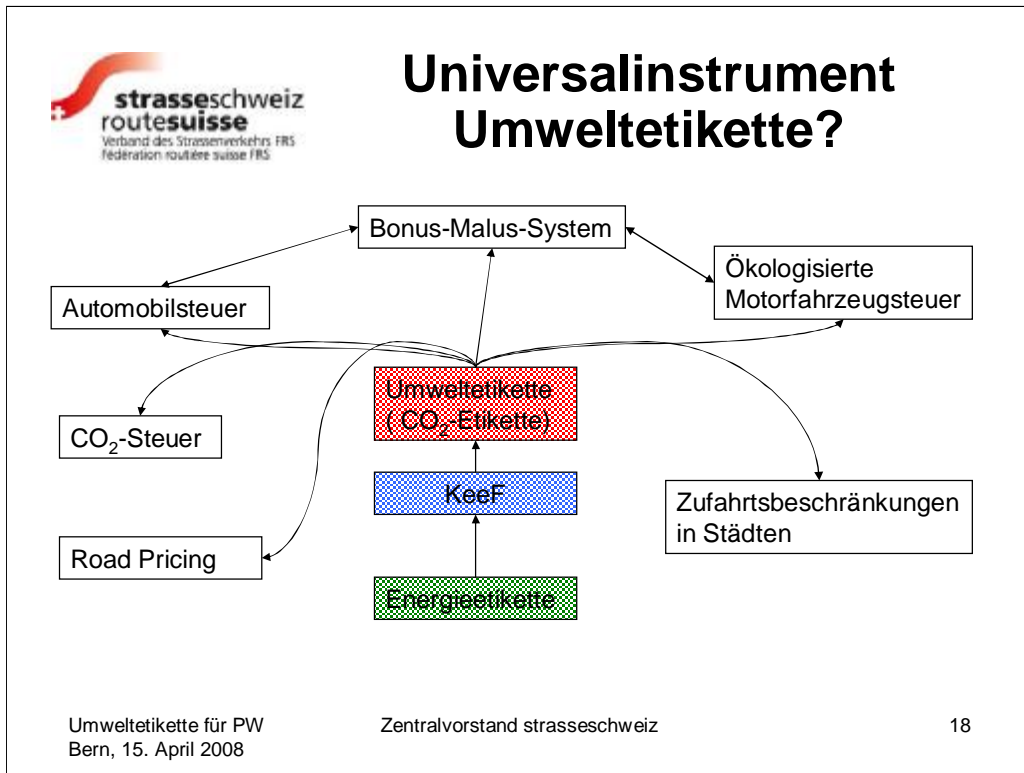 strasseschweiz
routesuisse
Verband des Strassenverkehrs FRS
Fédération routière suisse FRS
Universalinstrument
Umweltetikette?
Bonus-Malus-System
Ökologisierte
Motorfahrzeugsteuer
Automobilsteuer
Umweltetikette
( CO₂-Etikette)
CO₂-Steuer
KeeF
Zufahrtsbeschränkungen
in Städten
Road Pricing
Energieetikette
Umweltetikette für PW
Bern, 15. April 2008
Zentralvorstand strasseschweiz
18